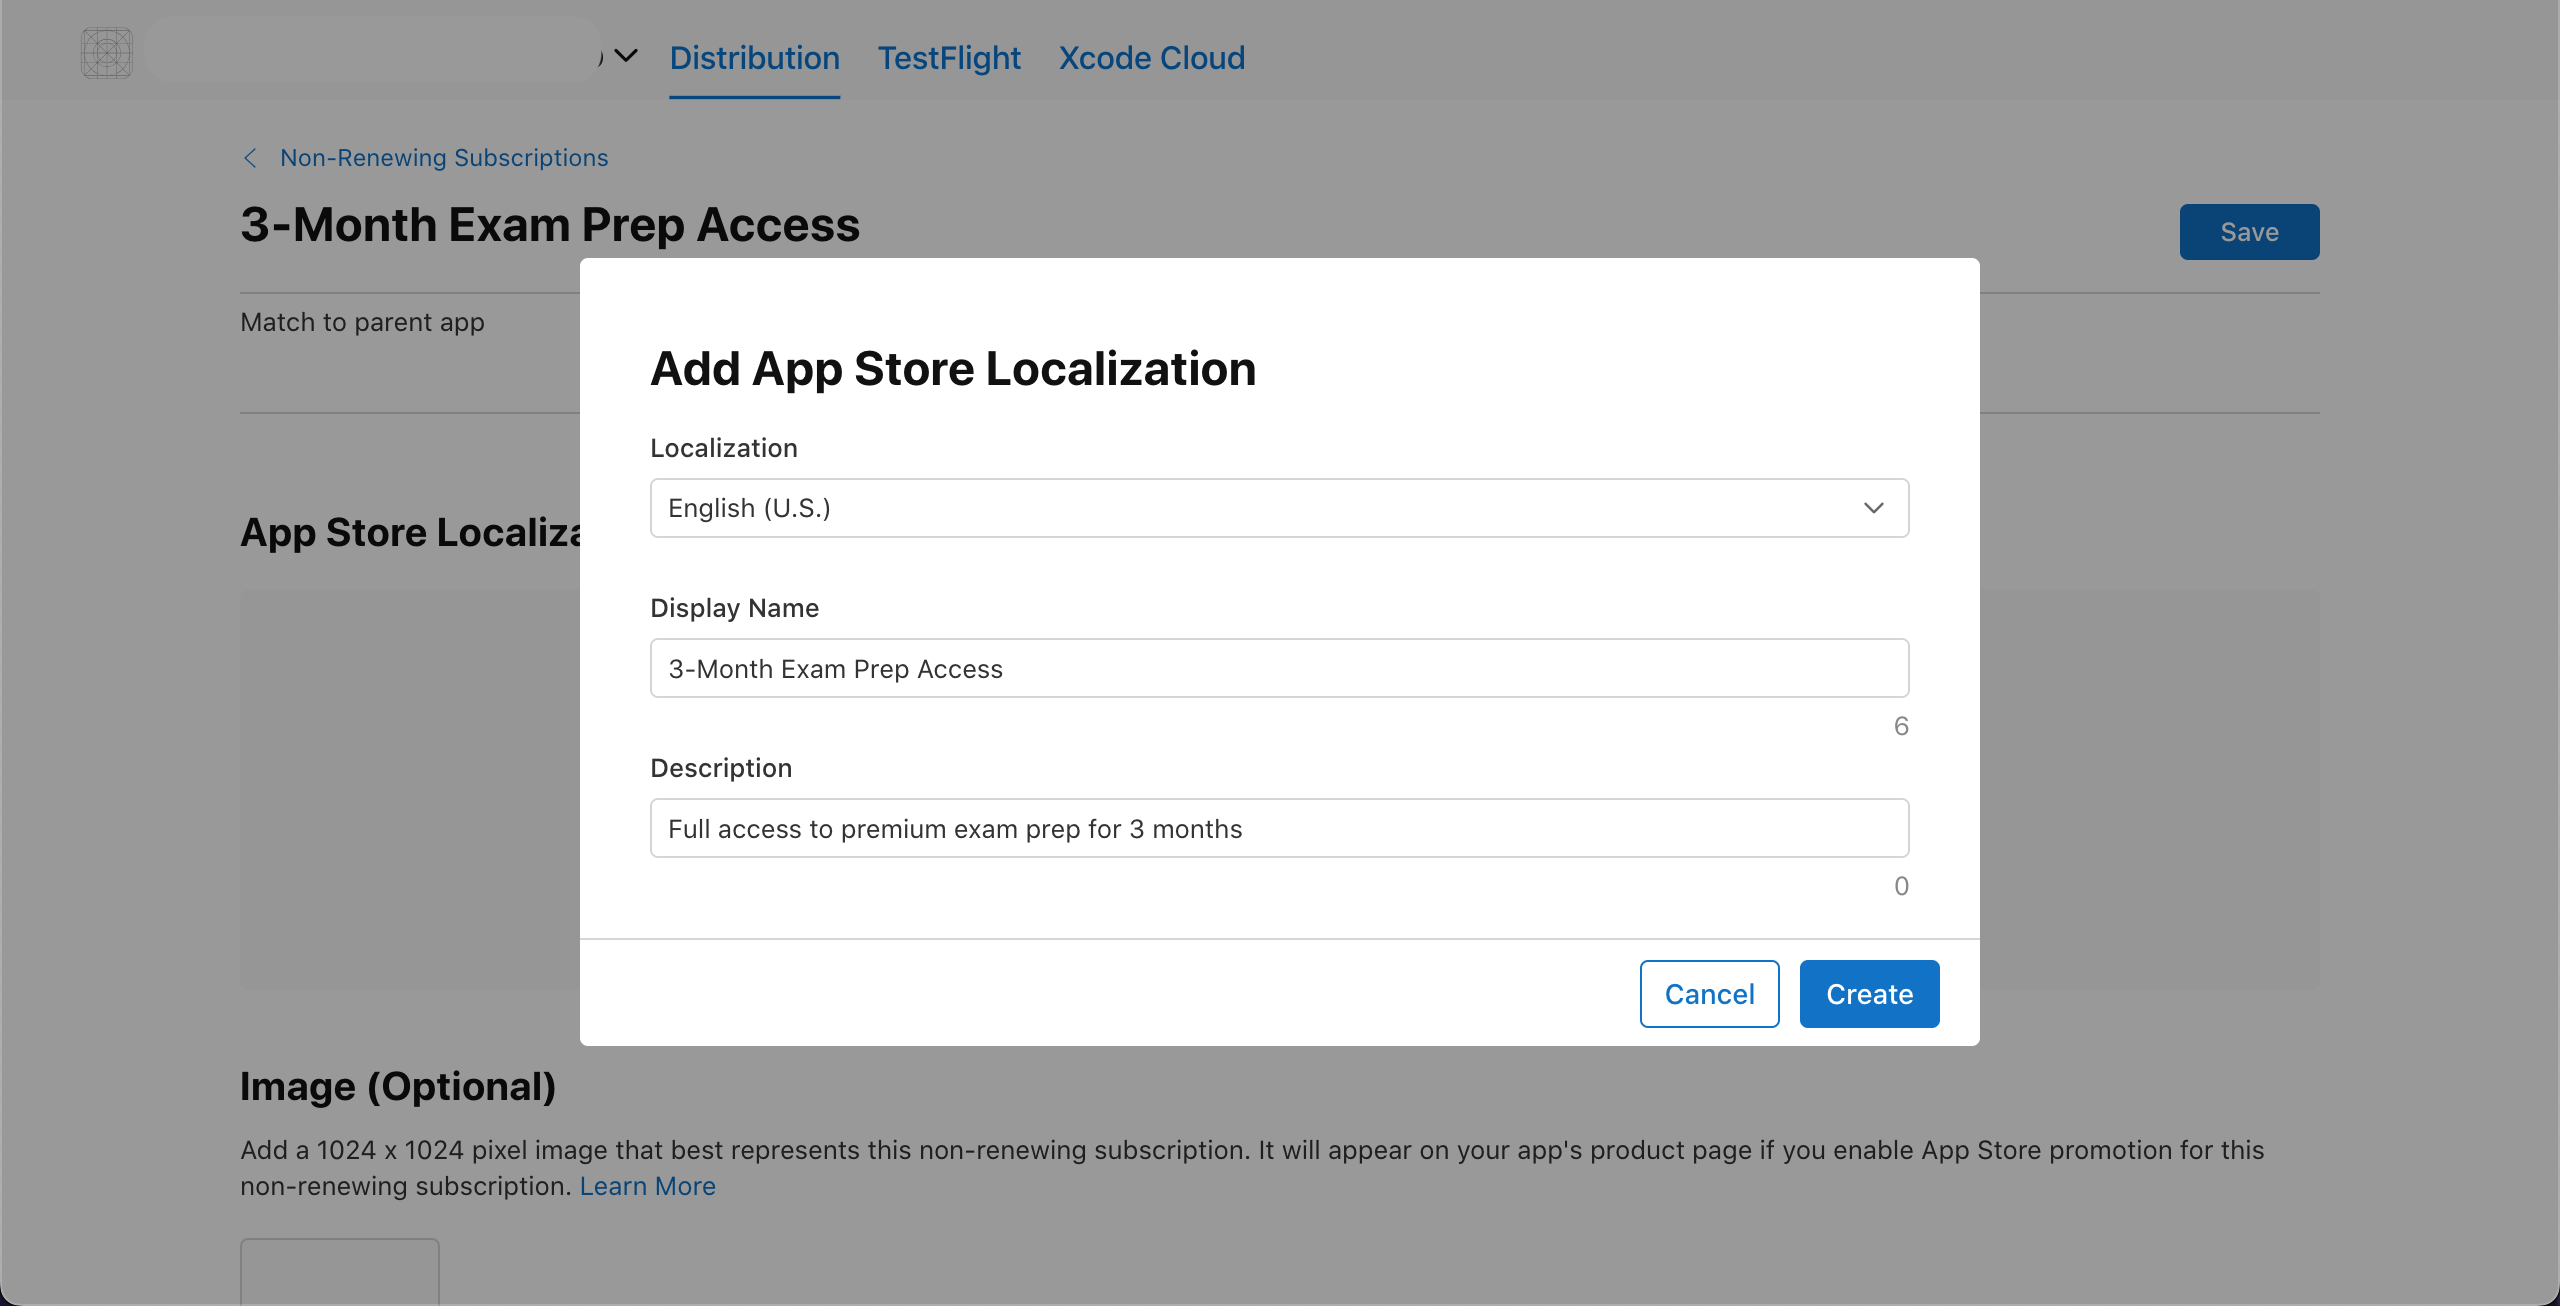 Distribution TestFlight Xcode Cloud
Non-Renewing Subscriptions
3-Month Exam Prep Access
Save
Match to parent app
Add App Store Localization
Localization
English (U.S.)
App Store Localiza
Display Name
3-Month Exam Prep Access
6
Description
Full access to premium exam prep for 3 months
0
Cancel Create
Image (Optional)
Add a 1024 x 1024 pixel image that best represents this non-renewing subscription. It will appear on your app's product page if you enable App Store promotion for this
non-renewing subscription. Learn More